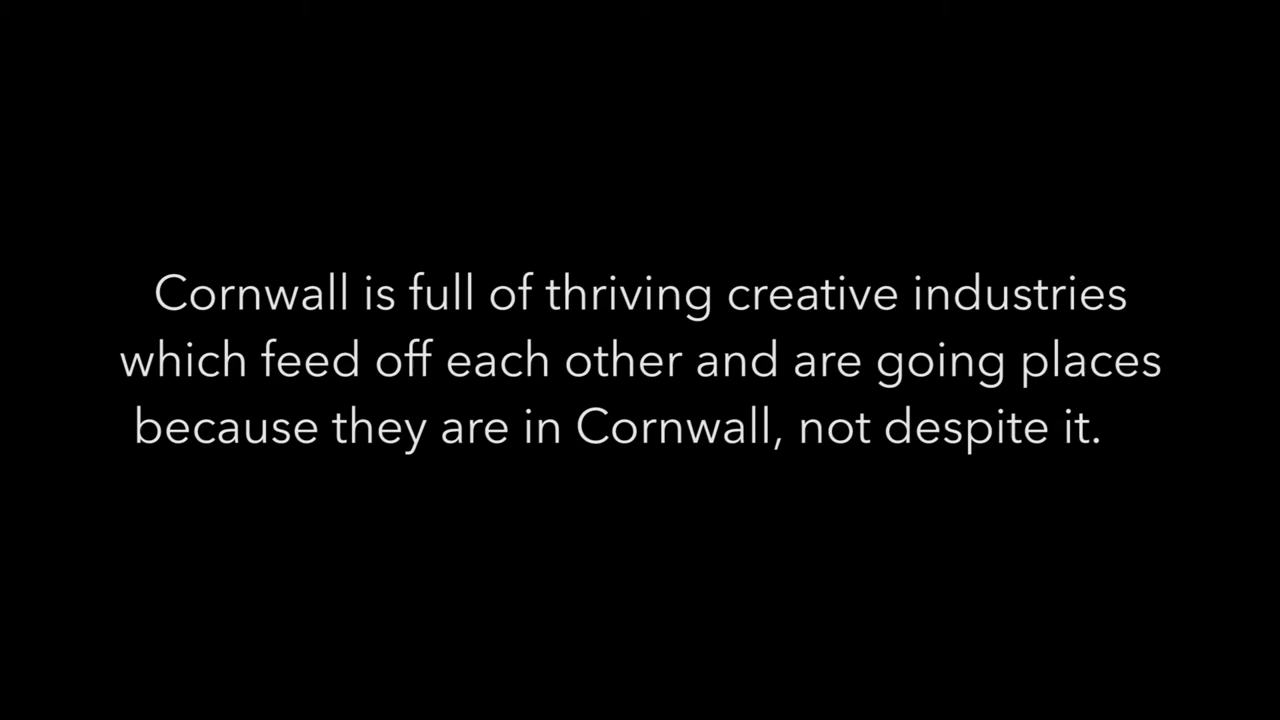 Cornwall is full of thriving creative industries
which feed off each other and are going places
because they are in Cornwall, not despite it.